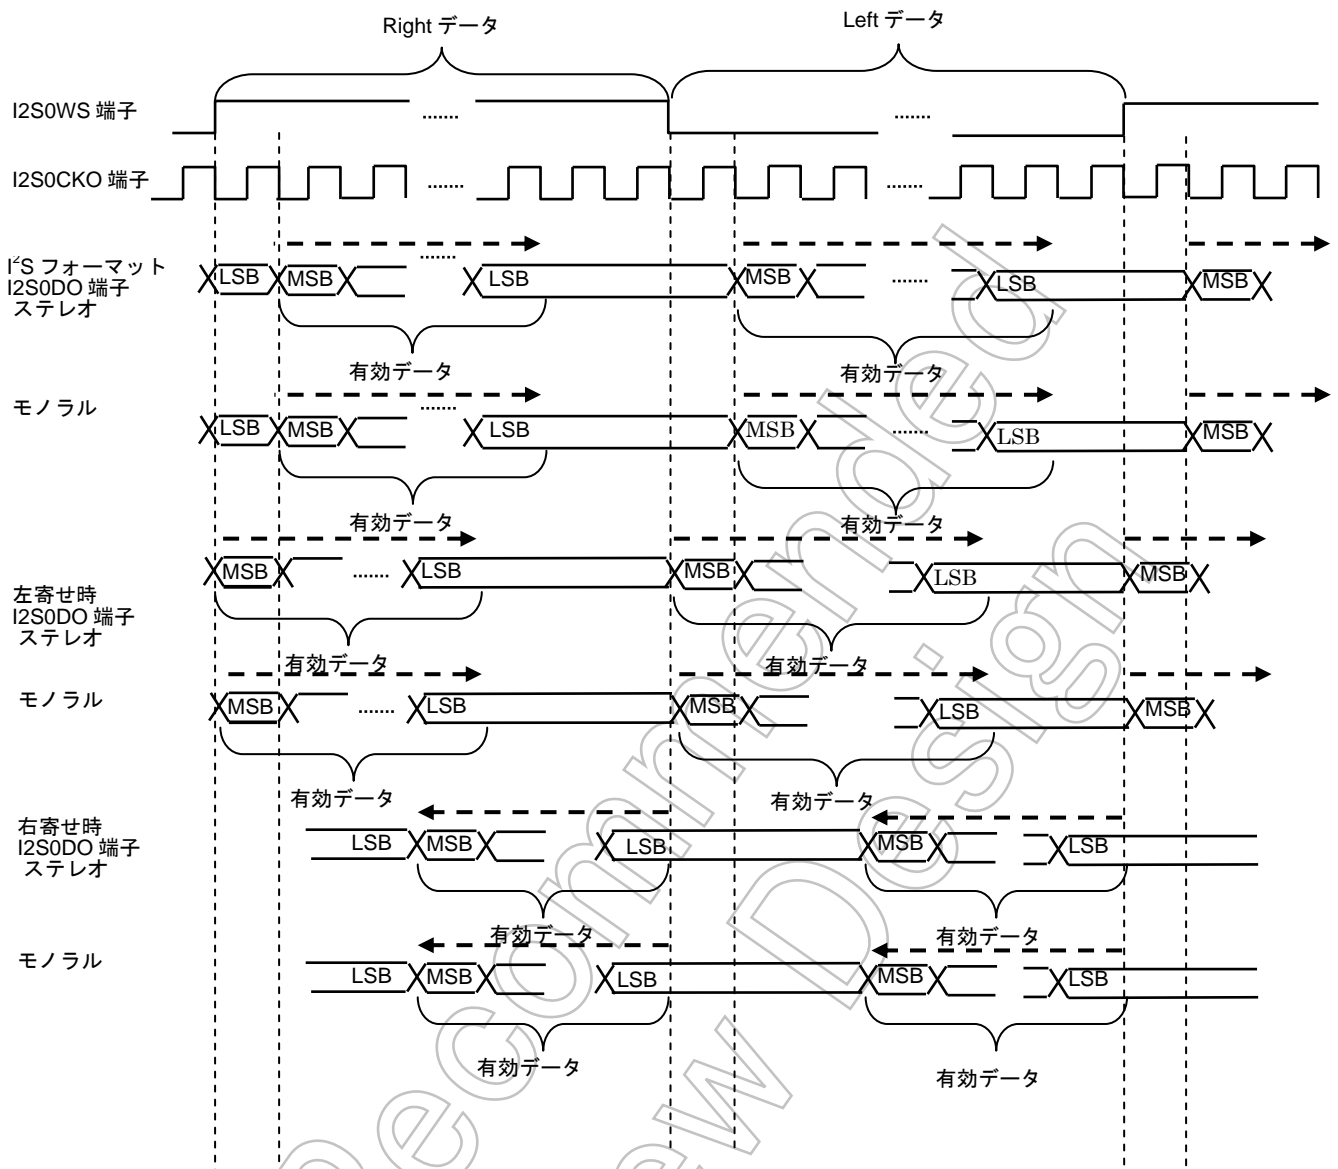 Right データ
Left データ
I2S0WS 端子
........
........
I2S0CKO 端子
........
........
I²S フォーマット
I2S0DO 端子
ステレオ
LSB MSB ........ LSB MSB ........ LSB MSB
有効データ 有効データ
モノラル
LSB MSB ........ LSB MSB ........ LSB MSB
有効データ 有効データ
左寄せ時
I2S0DO 端子
ステレオ
MSB ........ LSB MSB LSB MSB
有効データ 有効データ
モノラル
MSB ........ LSB MSB LSB MSB
有効データ 有効データ
右寄せ時
I2S0DO 端子
ステレオ
LSB MSB LSB MSB LSB
有効データ 有効データ
モノラル
LSB MSB LSB MSB LSB
有効データ 有効データ
Recommended
New Design